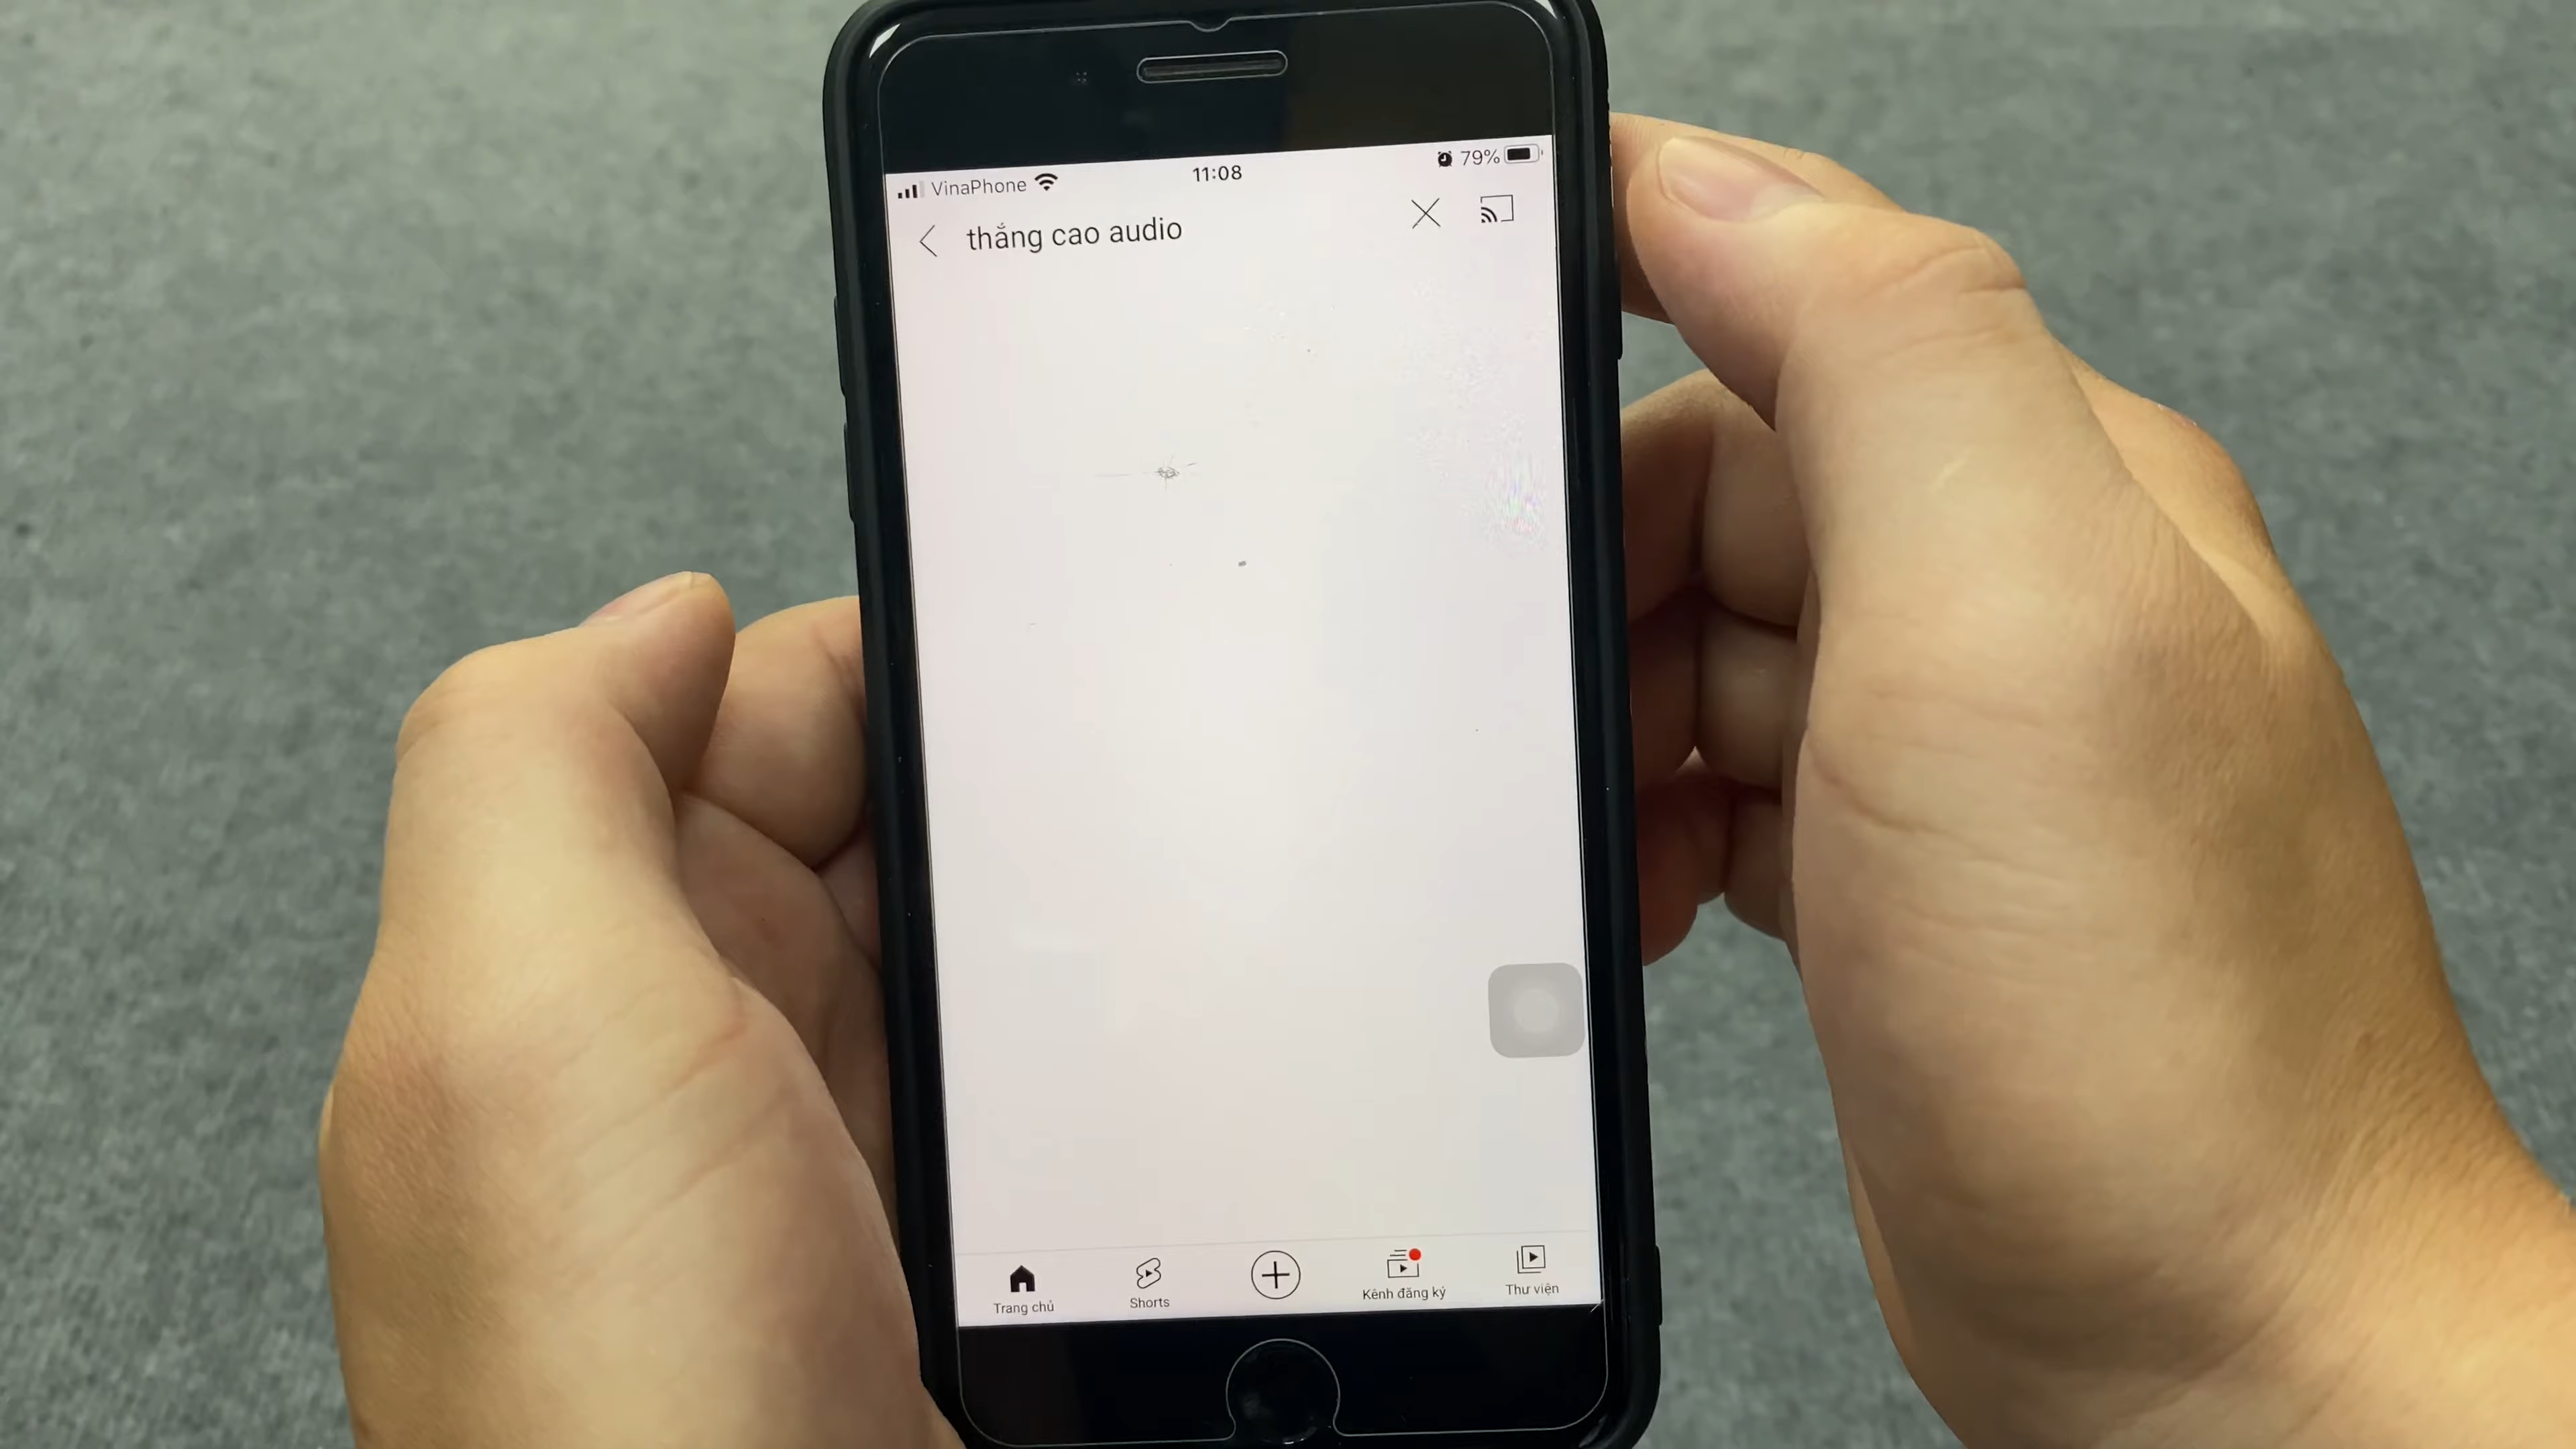 VinaPhone 11:08 79%
thắng cao audio
Trang chủ Shorts Kênh đăng ký Thư viện